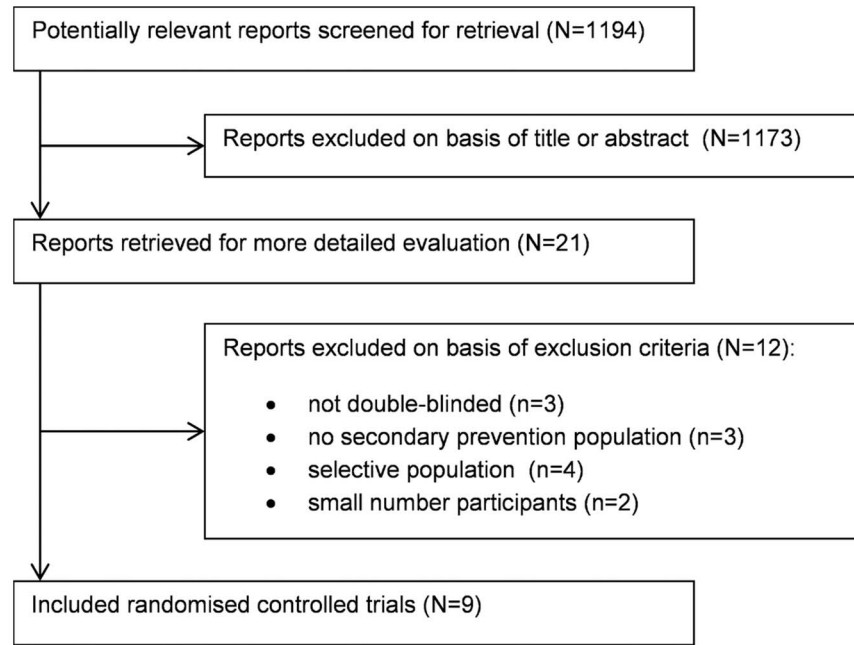 Potentially relevant reports screened for retrieval (N=1194)
Reports excluded on basis of title or abstract (N=1173)
Reports retrieved for more detailed evaluation (N=21)
Reports excluded on basis of exclusion criteria (N=12):
• not double-blinded (n=3)
• no secondary prevention population (n=3)
• selective population (n=4)
• small number participants (n=2)
Included randomised controlled trials (N=9)